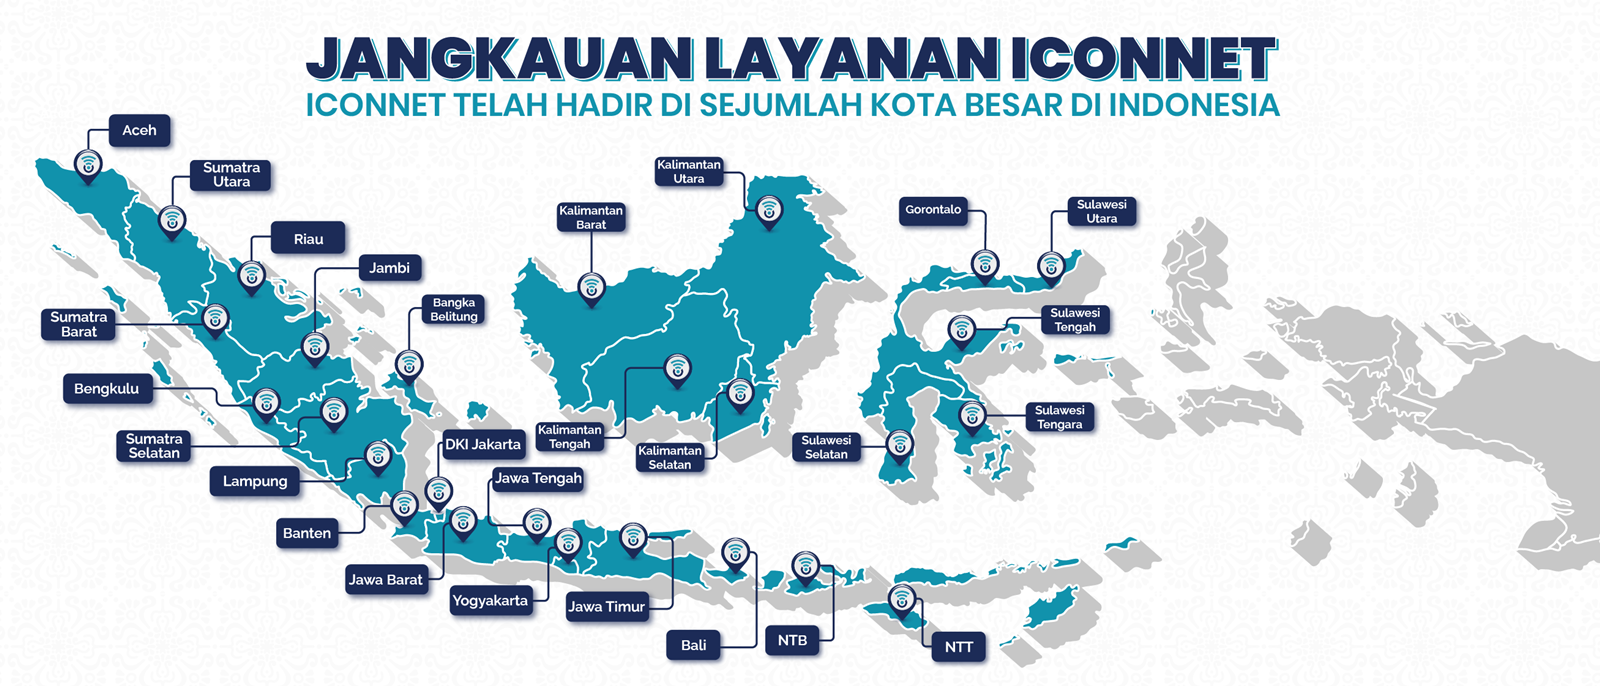 JANGKAUAN LAYANAN ICONNET
ICONNET TELAH HADIR DI SEJUMLAH KOTA BESAR DI INDONESIA
Aceh
Sumatra
Utara
Riau
Jambi
Bangka
Belitung
Sumatra
Barat
Bengkulu
Sumatra
Selatan
Lampung
Banten
DKI Jakarta
Jawa Tengah
Jawa Barat
Yogyakarta
Jawa Timur
Bali
NTB
NTT
Kalimantan
Utara
Kalimantan
Barat
Kalimantan
Tengah
Kalimantan
Selatan
Gorontalo
Sulawesi
Utara
Sulawesi
Tengah
Sulawesi
Tengara
Sulawesi
Selatan